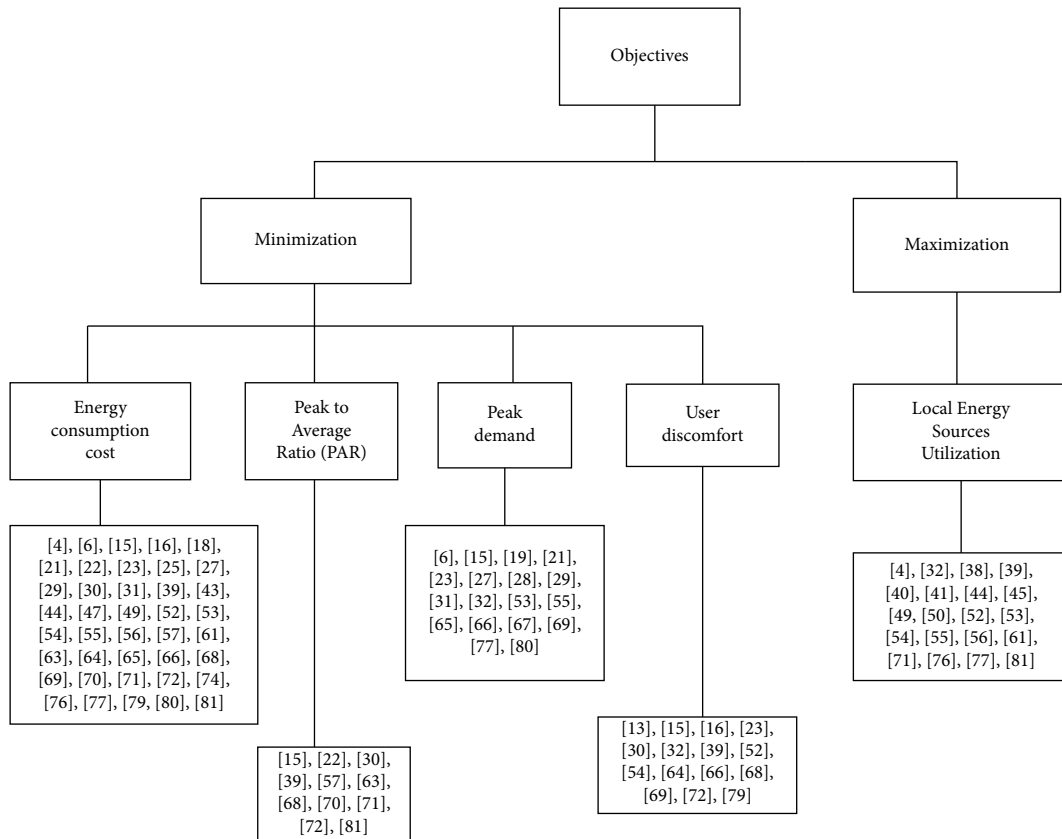 Objectives
Minimization
Maximization
Energy
consumption
cost
Peak to
Average
Ratio (PAR)
Peak
demand
User
discomfort
Local Energy
Sources
Utilization
[4], [6], [15], [16], [18],
[21], [22], [23], [25], [27],
[29], [30], [31], [39], [43],
[44], [47], [49], [52], [53],
[54], [55], [56], [57], [61],
[63], [64], [65], [66], [68],
[69], [70], [71], [72], [74],
[76], [77], [79, [80], [81]
[15], [22], [30],
[39], [57], [63],
[68], [70], [71],
[72], [81]
[6], [15], [19], [21],
[23], [27], [28], [29],
[31], [32], [53], [55],
[65], [66], [67], [69],
[77], [80]
[13], [15], [16], [23],
[30], [32], [39], [52],
[54], [64], [66], [68],
[69], [72], [79]
[4], [32], [38], [39],
[40], [41], [44], [45],
[49, [50], [52], [53],
[54], [55], [56], [61],
[71], [76], [77], [81]